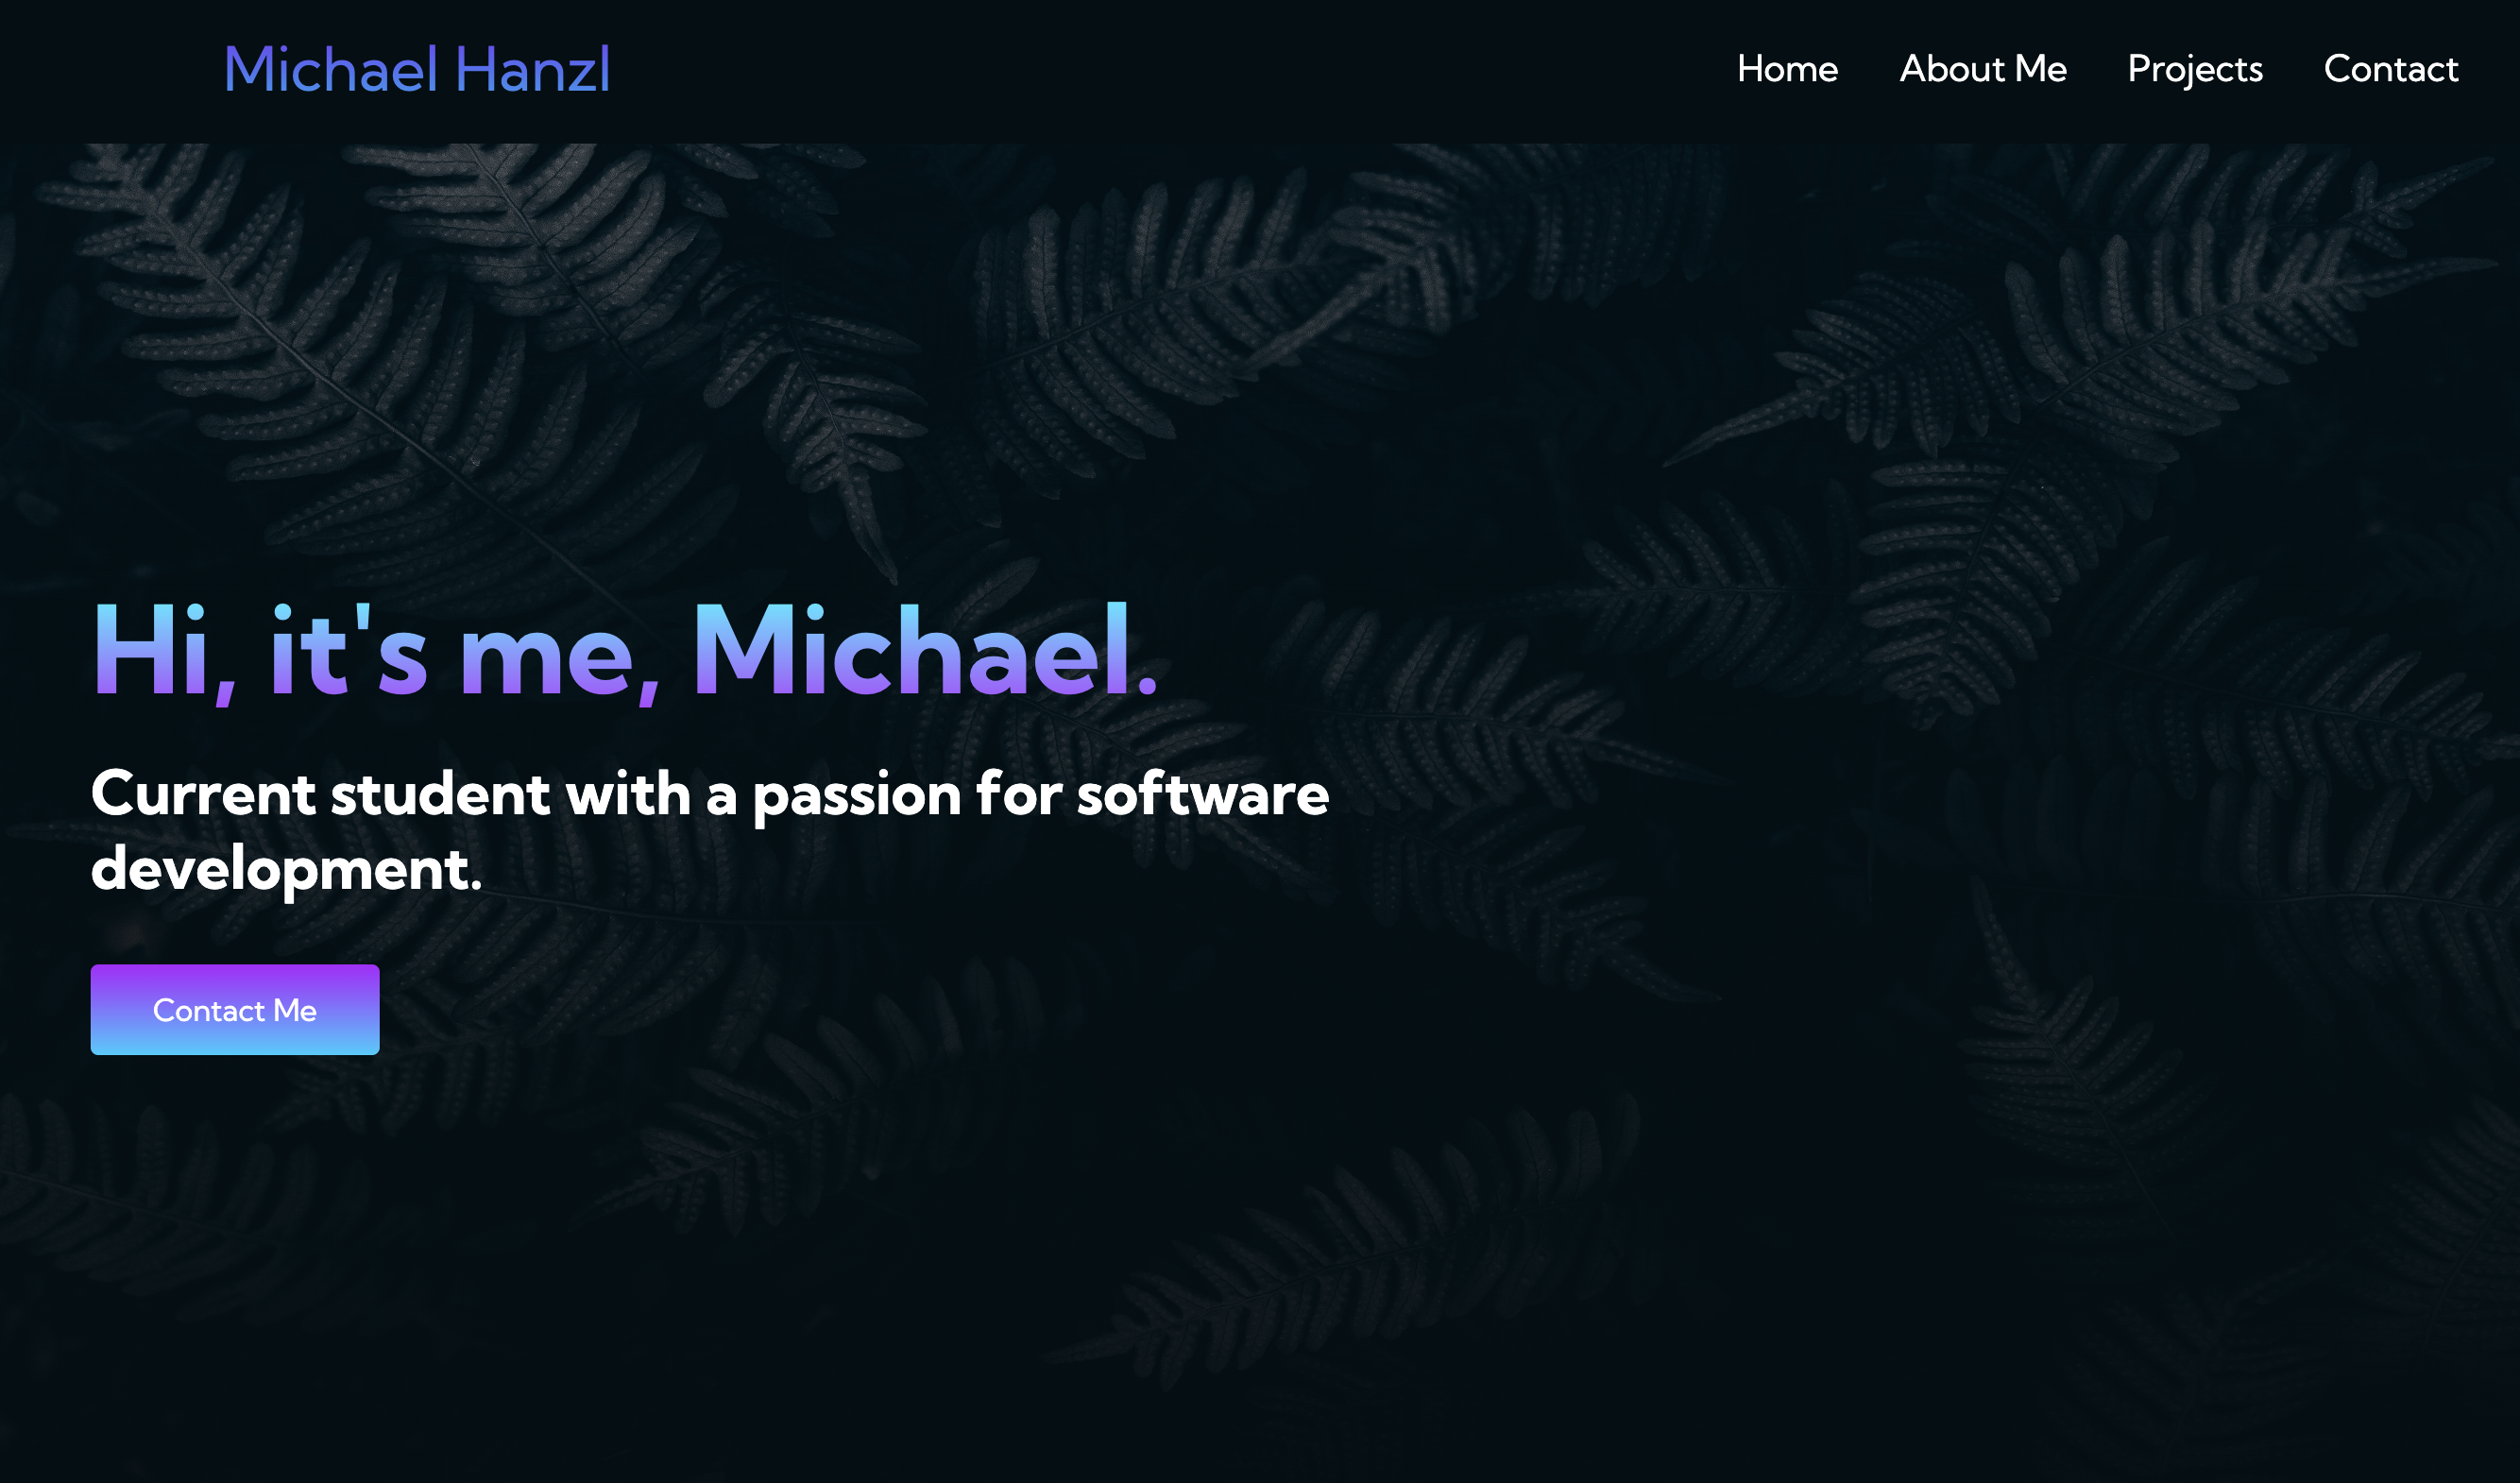 Michael Hanzl
Home
About Me
Projects
Contact
Hi, it's me, Michael.
Current student with a passion for software
development.
Contact Me